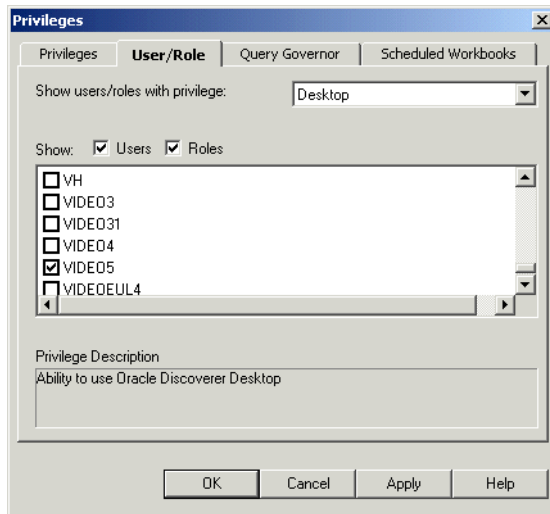 Privileges
Privileges User/Role Query Governor Scheduled Workbooks
Show users/roles with privilege: Desktop
Show: Users Roles
VH
VIDEO3
VIDEO31
VIDEO4
VIDEO5
VIDEOEUL4
Privilege Description
Ability to use Oracle Discoverer Desktop
OK Cancel Apply Help